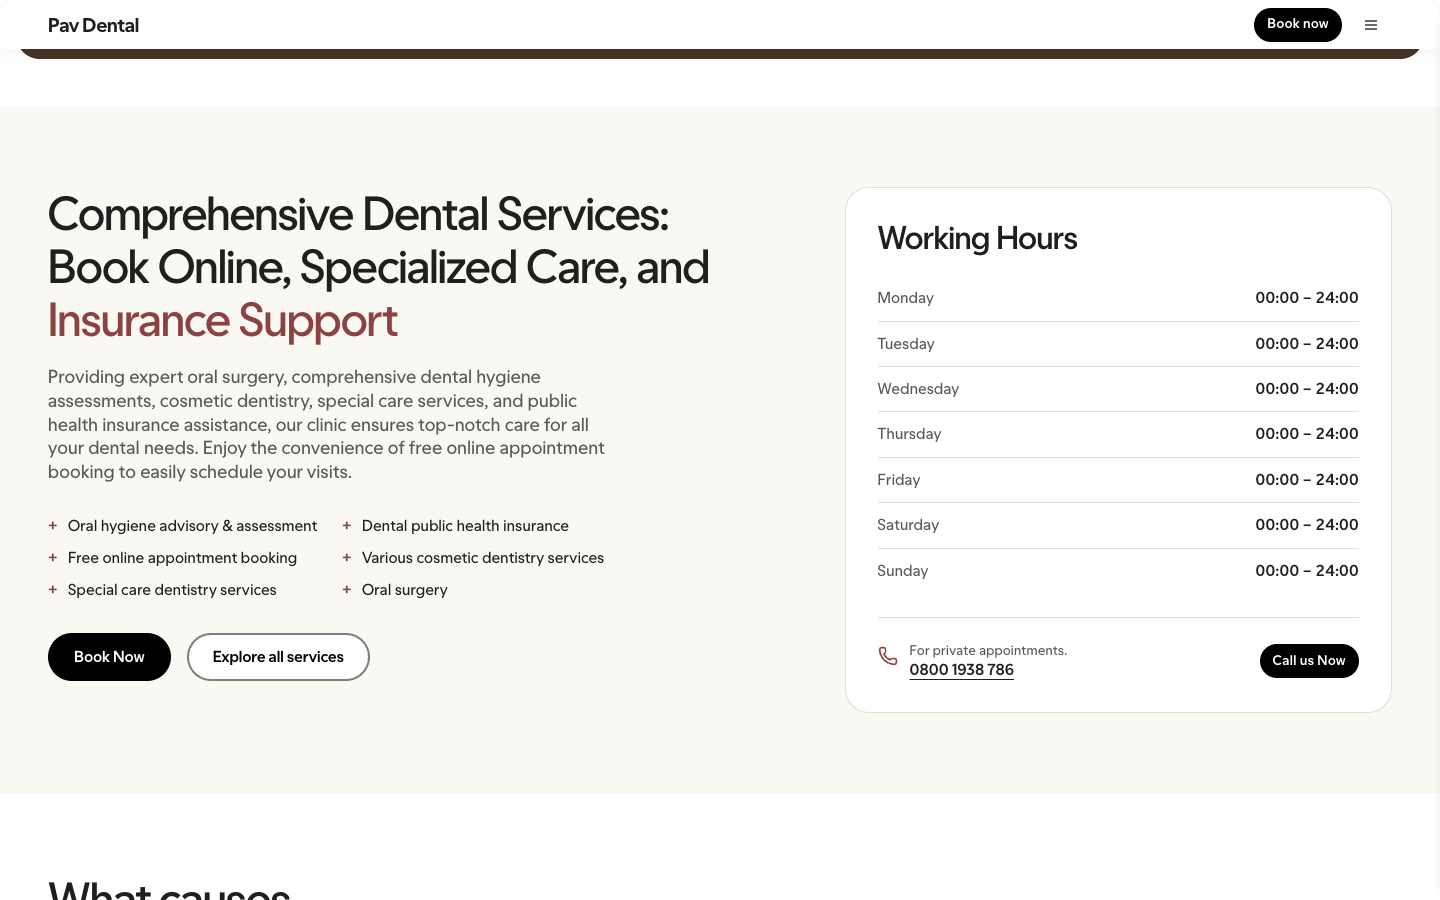 Pav Dental
Book now
Comprehensive Dental Services:
Book Online, Specialized Care, and
Insurance Support
Providing expert oral surgery, comprehensive dental hygiene
assessments, cosmetic dentistry, special care services, and public
health insurance assistance, our clinic ensures top-notch care for all
your dental needs. Enjoy the convenience of free online appointment
booking to easily schedule your visits.
+ Oral hygiene advisory & assessment
+ Dental public health insurance
+ Free online appointment booking
+ Various cosmetic dentistry services
+ Special care dentistry services
+ Oral surgery
Book Now
Explore all services
Working Hours
Monday 00:00 – 24:00
Tuesday 00:00 – 24:00
Wednesday 00:00 – 24:00
Thursday 00:00 – 24:00
Friday 00:00 – 24:00
Saturday 00:00 – 24:00
Sunday 00:00 – 24:00
For private appointments.
0800 1938 786
Call us Now
What causes